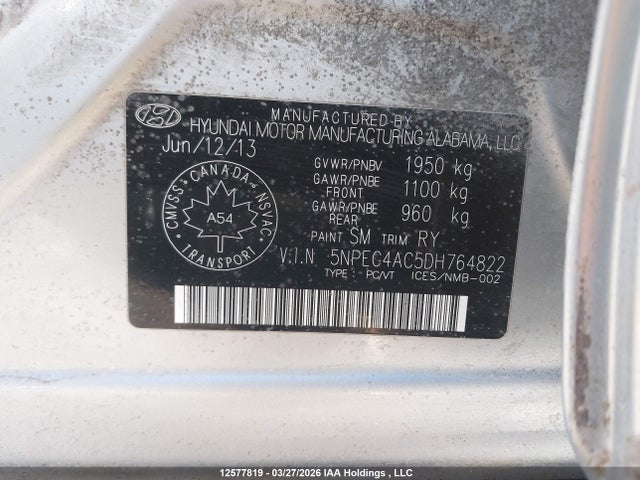 MANUFACTURED BY
HYUNDAI MOTOR MANUFACTURING ALABAMA, LLC
Jun/12/13
GVWR/PNBV 1950 kg
GAWR/PNBE FRONT 1100 kg
GAWR/PNBE REAR 960 kg
PAINT SM TRIM RY
V.I.N 5NPEC4AC5DH764822
TYPE : PC/VT ICES/NMB-002
CMVSS · CANADA · NSVAC · TRANSPORT
A54
12577819 - 03/27/2026 IAA Holdings , LLC